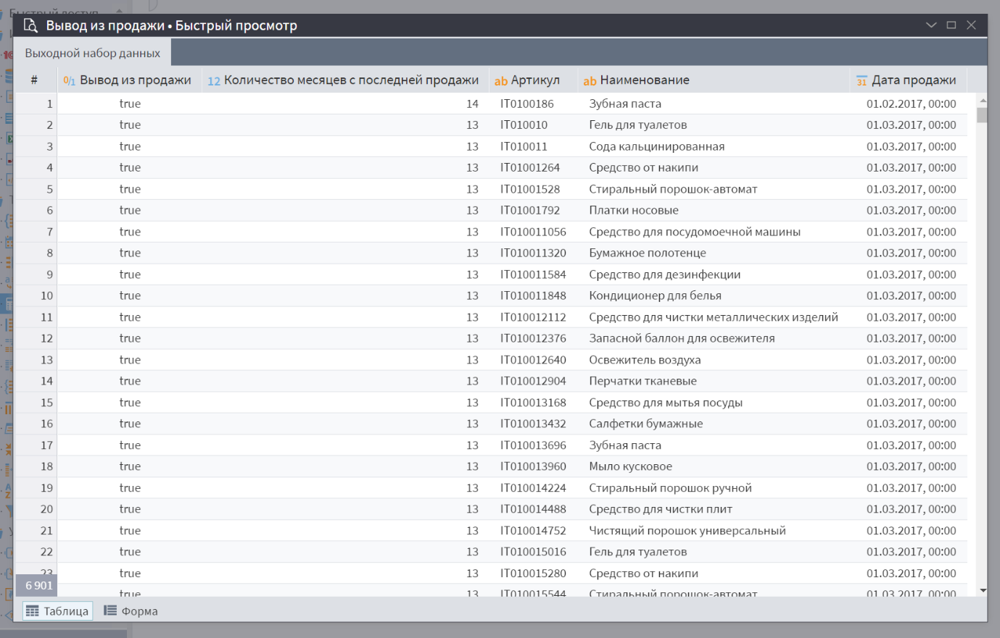 Быстрый доступ
Вывод из продажи • Быстрый просмотр
Выходной набор данных
# 0/1 Вывод из продажи 12 Количество месяцев с последней продажи ab Артикул ab Наименование 31 Дата продажи
1 true 14 IT0100186 Зубная паста 01.02.2017, 00:00
2 true 13 IT010010 Гель для туалетов 01.03.2017, 00:00
3 true 13 IT010011 Сода кальцинированная 01.03.2017, 00:00
4 true 13 IT01001264 Средство от накипи 01.03.2017, 00:00
5 true 13 IT01001528 Стиральный порошок-автомат 01.03.2017, 00:00
6 true 13 IT01001792 Платки носовые 01.03.2017, 00:00
7 true 13 IT010011056 Средство для посудомоечной машины 01.03.2017, 00:00
8 true 13 IT010011320 Бумажное полотенце 01.03.2017, 00:00
9 true 13 IT010011584 Средство для дезинфекции 01.03.2017, 00:00
10 true 13 IT010011848 Кондиционер для белья 01.03.2017, 00:00
11 true 13 IT010012112 Средство для чистки металлических изделий 01.03.2017, 00:00
12 true 13 IT010012376 Запасной баллон для освежителя 01.03.2017, 00:00
13 true 13 IT010012640 Освежитель воздуха 01.03.2017, 00:00
14 true 13 IT010012904 Перчатки тканевые 01.03.2017, 00:00
15 true 13 IT010013168 Средство для мытья посуды 01.03.2017, 00:00
16 true 13 IT010013432 Салфетки бумажные 01.03.2017, 00:00
17 true 13 IT010013696 Зубная паста 01.03.2017, 00:00
18 true 13 IT010013960 Мыло кусковое 01.03.2017, 00:00
19 true 13 IT010014224 Стиральный порошок ручной 01.03.2017, 00:00
20 true 13 IT010014488 Средство для чистки плит 01.03.2017, 00:00
21 true 13 IT010014752 Чистящий порошок универсальный 01.03.2017, 00:00
22 true 13 IT010015016 Гель для туалетов 01.03.2017, 00:00
23 true 13 IT010015280 Средство от накипи 01.03.2017, 00:00
6 901 true 13 IT010015544 Стиральный порошок-автомат 01.03.2017, 00:00
Таблица Форма